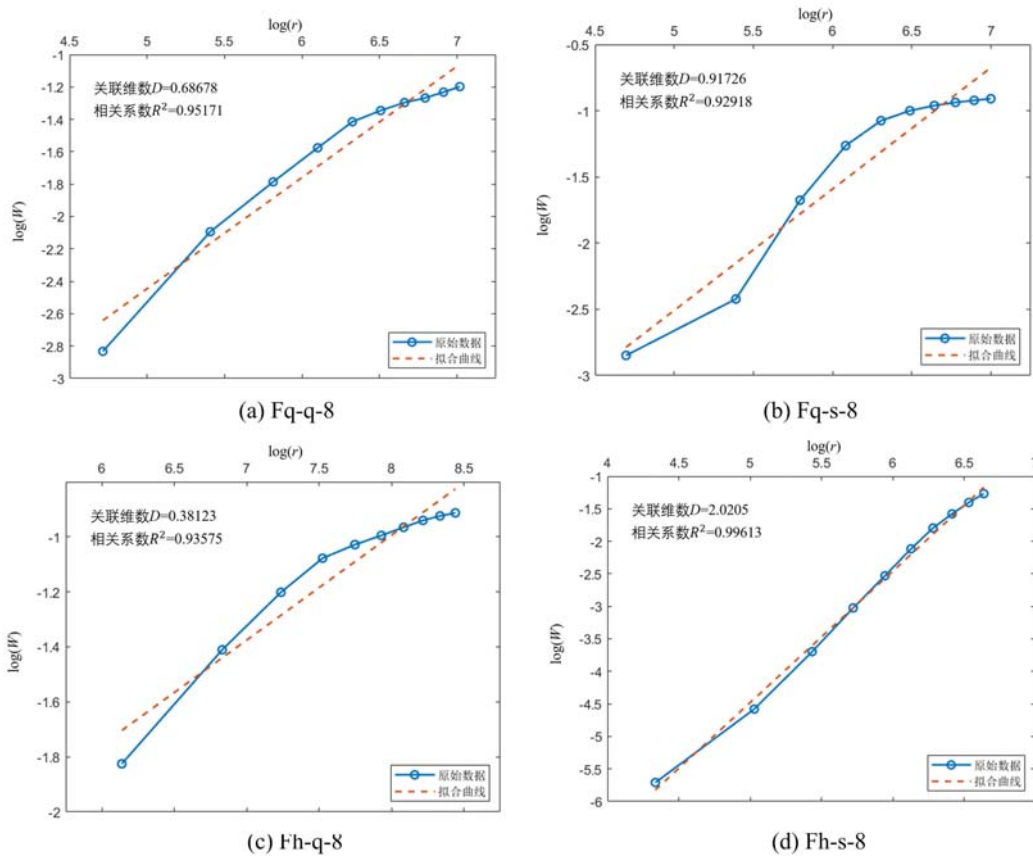 log(r)
4.5 5 5.5 6 6.5 7
-1
-1.2
-1.4
-1.6
-1.8
-2
-2.2
-2.4
-2.6
-2.8
-3
log(W)
关联维数D=0.68678
相关系数R²=0.95171
原始数据
拟合曲线
(a) Fq-q-8
log(r)
4.5 5 5.5 6 6.5 7
-0.5
-1
-1.5
-2
-2.5
-3
log(W)
关联维数D=0.91726
相关系数R²=0.92918
原始数据
拟合曲线
(b) Fq-s-8
log(r)
6 6.5 7 7.5 8 8.5
-1
-1.2
-1.4
-1.6
-1.8
-2
log(W)
关联维数D=0.38123
相关系数R²=0.93575
原始数据
拟合曲线
(c) Fh-q-8
log(r)
4 4.5 5 5.5 6 6.5
-1
-1.5
-2
-2.5
-3
-3.5
-4
-4.5
-5
-5.5
-6
log(W)
关联维数D=2.0205
相关系数R²=0.99613
原始数据
拟合曲线
(d) Fh-s-8